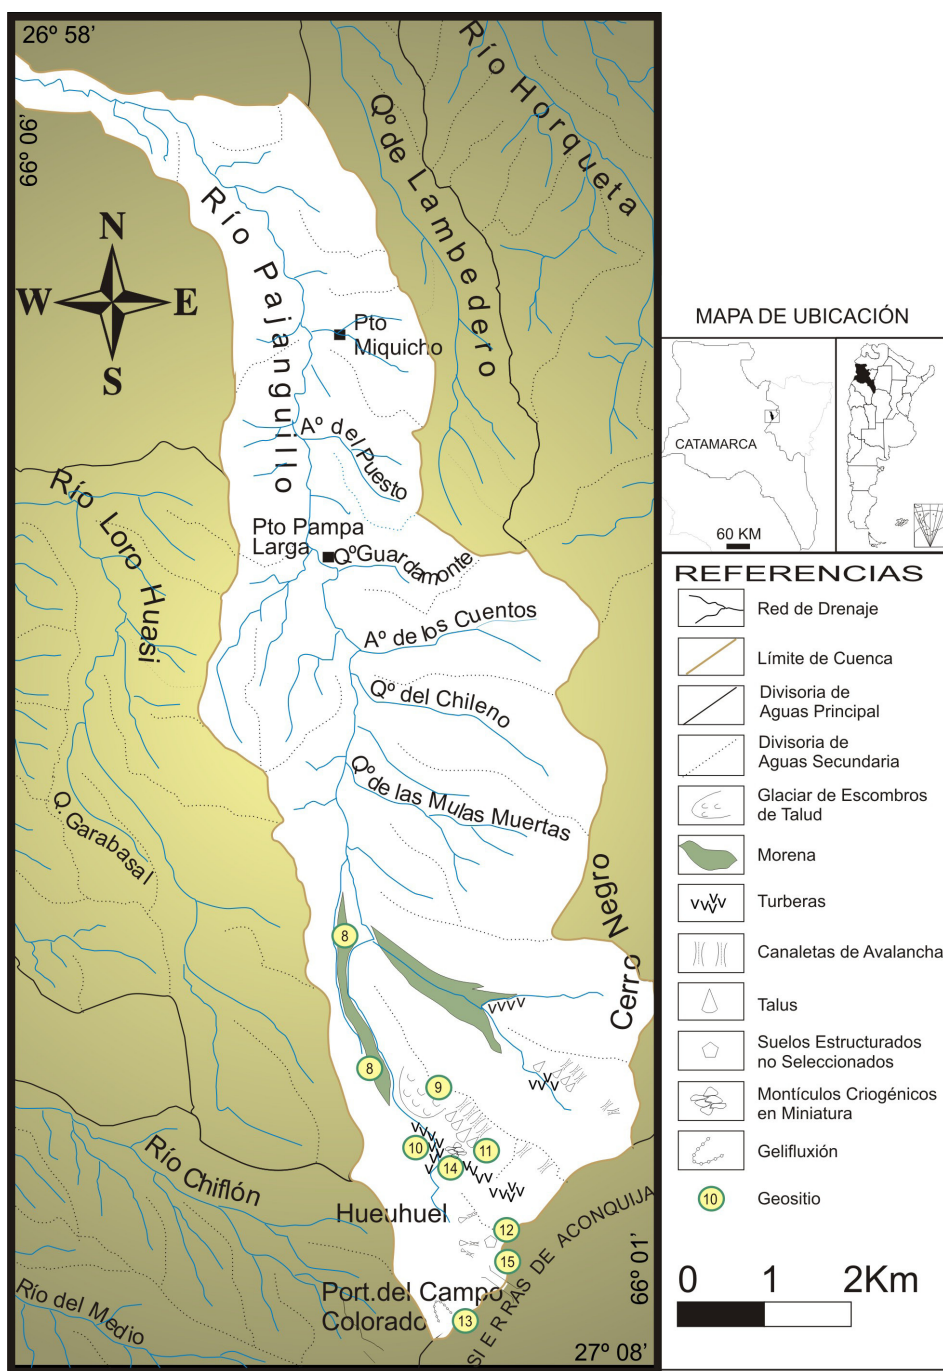 26º 58’
66º 06’
Río Horqueta
Qº de Lambedero
Río Pajanguillo
N
W
E
S
Pto
Miquicho
Aº del Puesto
Río Loro Huasi
Pto Pampa
Larga
Qº Guardamonte
Aº de los Cuentos
Qº del Chileno
Qº de las Mulas Muertas
Q. Garabasal
Cerro Negro
8
VVVV
8
9
10
11
14
Río Chiflón
Hueuhuel
12
15
Río del Medio
Port.del Campo
Colorado
13
SIERRAS DE ACONQUIJA
66º 01’
27º 08’
MAPA DE UBICACIÓN
CATAMARCA
60 KM
REFERENCIAS
Red de Drenaje
Límite de Cuenca
Divisoria de
Aguas Principal
Divisoria de
Aguas Secundaria
Glaciar de Escombros
de Talud
Morena
Turberas
Canaletas de Avalancha
Talus
Suelos Estructurados
no Seleccionados
Montículos Criogénicos
en Miniatura
Gelifluxión
10
Geositio
0 1 2Km